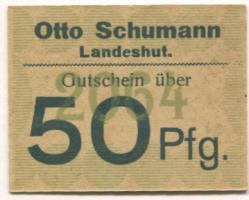 Otto Schumann
Landeshut.
Gutschein über
2064
50 Pfg.